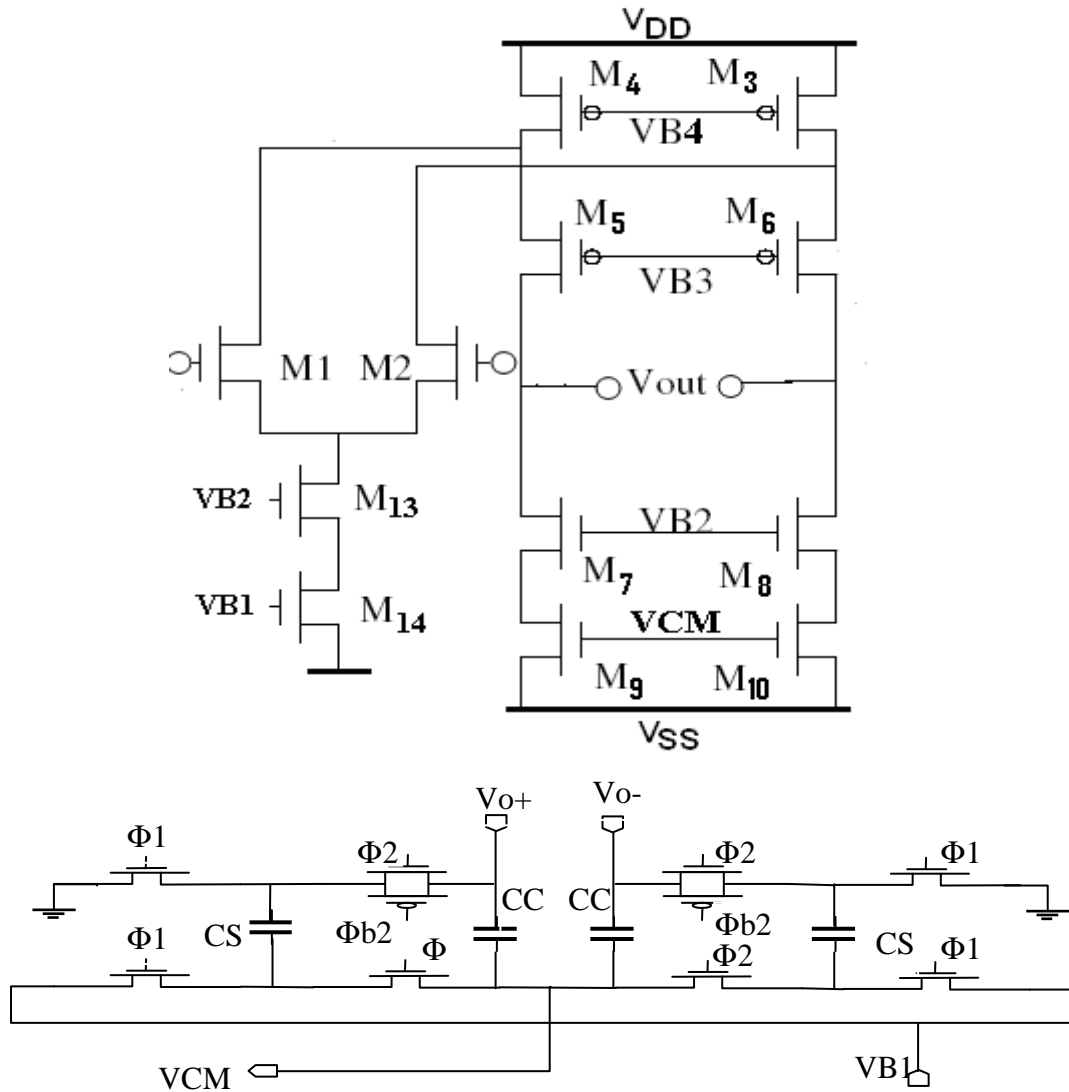 VDD
M4 M3
VB4
M5 M6
VB3
M1 M2 Vout
VB2 M13 VB2
M7 M8
VB1 M14 VCM
M9 M10
VSS
Vo+ Vo-
Φ1 Φ2 Φ2 Φ1
CC CC
CS Φb2 Φb2 CS
Φ1 Φ Φ2 Φ1
VCM VB1